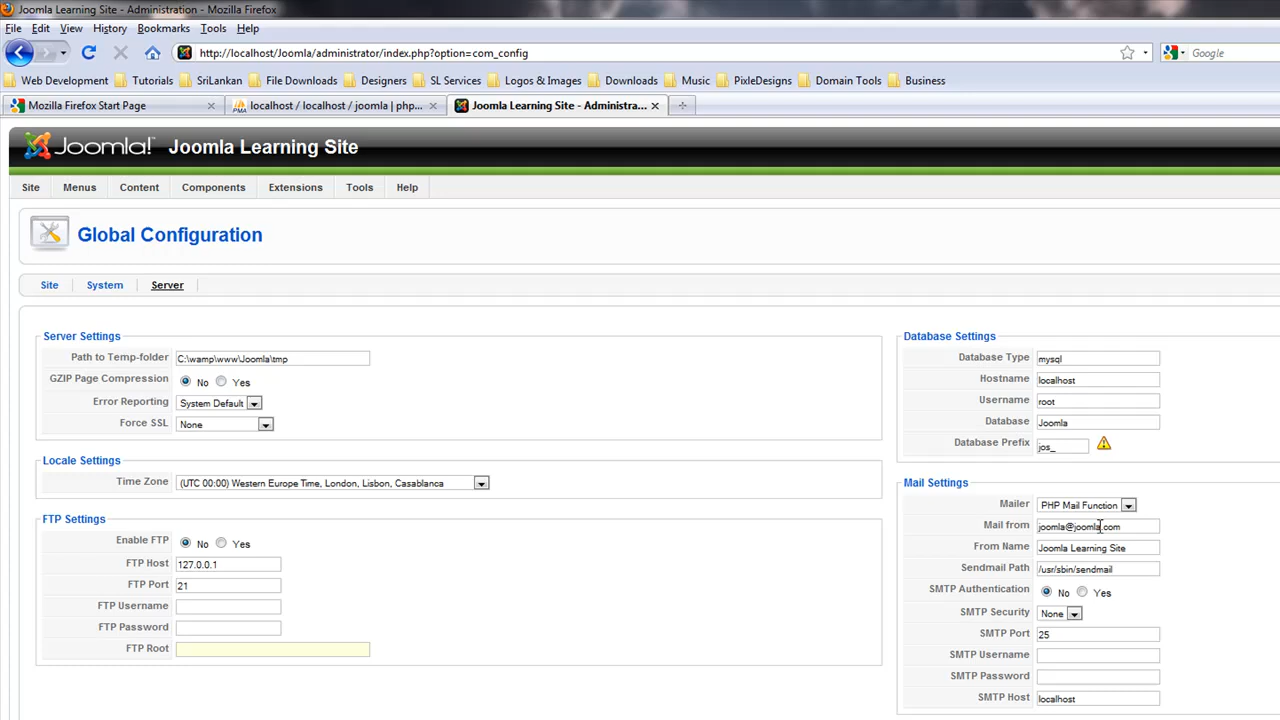 Joomla Learning Site - Administration - Mozilla Firefox
File Edit View History Bookmarks Tools Help
http://localhost/Joomla/administrator/index.php?option=com_config
Google
Web Development Tutorials SriLankan File Downloads Designers SL Services Logos & Images Downloads Music PixleDesigns Domain Tools Business
Mozilla Firefox Start Page
PMA localhost / localhost / joomla | php...
Joomla Learning Site - Administra...
Joomla! Joomla Learning Site
Site Menus Content Components Extensions Tools Help
Global Configuration
Site System Server
Server Settings
Path to Temp-folder C:\wamp\www\Joomla\tmp
GZIP Page Compression No Yes
Error Reporting System Default
Force SSL None
Locale Settings
Time Zone (UTC 00:00) Western Europe Time, London, Lisbon, Casablanca
FTP Settings
Enable FTP No Yes
FTP Host 127.0.0.1
FTP Port 21
FTP Username
FTP Password
FTP Root
Database Settings
Database Type mysql
Hostname localhost
Username root
Database Joomla
Database Prefix jos_
Mail Settings
Mailer PHP Mail Function
Mail from joomla@joomla.com
From Name Joomla Learning Site
Sendmail Path /usr/sbin/sendmail
SMTP Authentication No Yes
SMTP Security None
SMTP Port 25
SMTP Username
SMTP Password
SMTP Host localhost